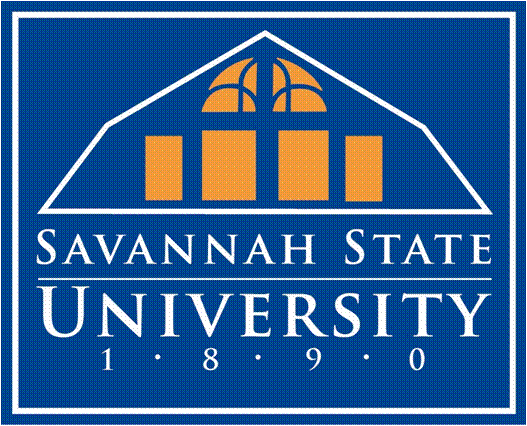 SAVANNAH STATE
UNIVERSITY
1 · 8 · 9 · 0